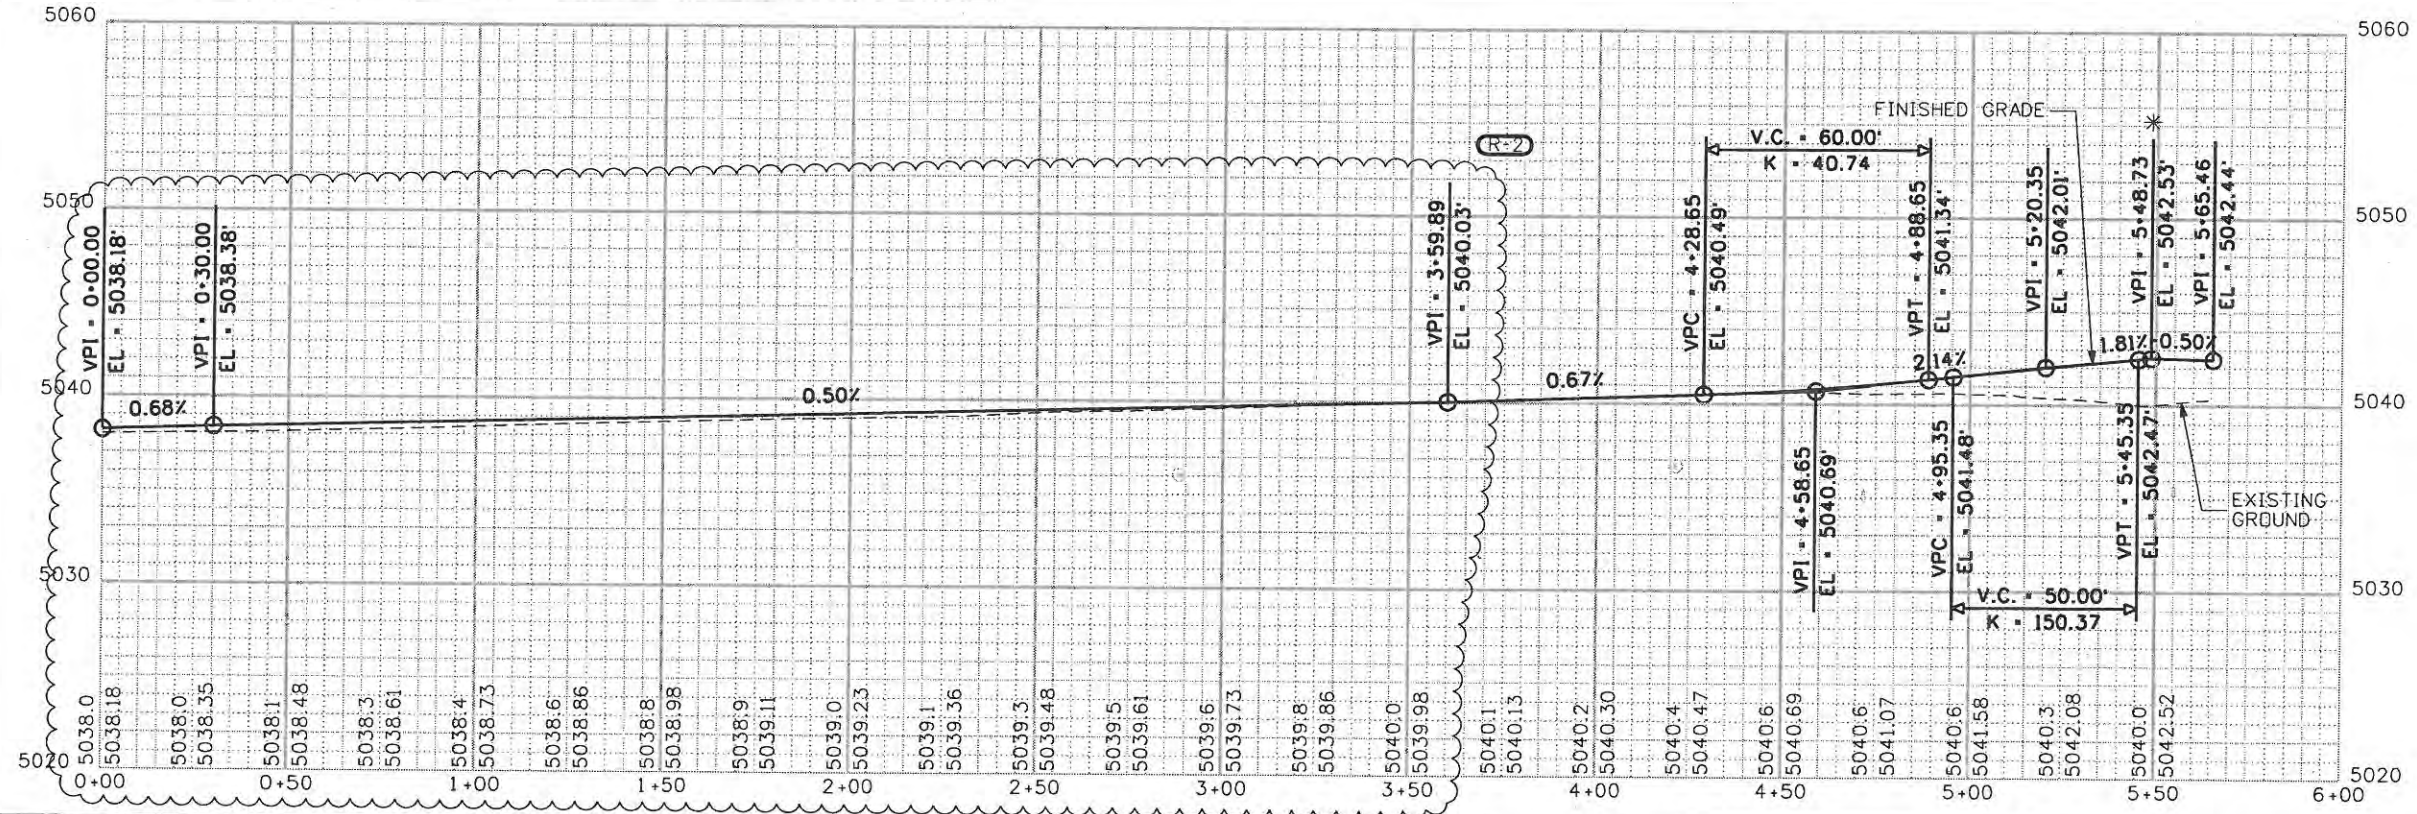 5060
5060
R-2
FINISHED GRADE
*
V.C. = 60.00'
K = 40.74
5050
5050
VPI = 0+00.00
EL = 5038.18'
VPI = 0+30.00
EL = 5038.38'
VPI = 3+59.89
EL = 5040.03'
VPC = 4+28.65
EL = 5040.49'
VPT = 4+88.65
EL = 5041.34'
VPI = 5+20.35
EL = 5042.01'
VPI = 5+48.73
EL = 5042.53'
VPI = 5+65.46
EL = 5042.44'
5040
5040
0.68%
0.50%
0.67%
2.14%
1.81%
-0.50%
VPI = 4+58.65
EL = 5040.69'
VPC = 4+95.35
EL = 5041.48'
VPT = 5+45.35
EL = 5042.47'
EXISTING
GROUND
5030
5030
V.C. = 50.00'
K = 150.37
5038.0
5038.18
5038.0
5038.35
5038.1
5038.48
5038.3
5038.61
5038.4
5038.73
5038.6
5038.86
5038.8
5038.98
5038.9
5039.11
5039.0
5039.23
5039.1
5039.36
5039.3
5039.48
5039.5
5039.61
5039.6
5039.73
5039.8
5039.86
5040.0
5039.98
5040.1
5040.13
5040.2
5040.30
5040.4
5040.47
5040.6
5040.69
5040.6
5041.07
5040.6
5041.58
5040.3
5042.08
5040.0
5042.52
5020
5020
0+00
0+50
1+00
1+50
2+00
2+50
3+00
3+50
4+00
4+50
5+00
5+50
6+00